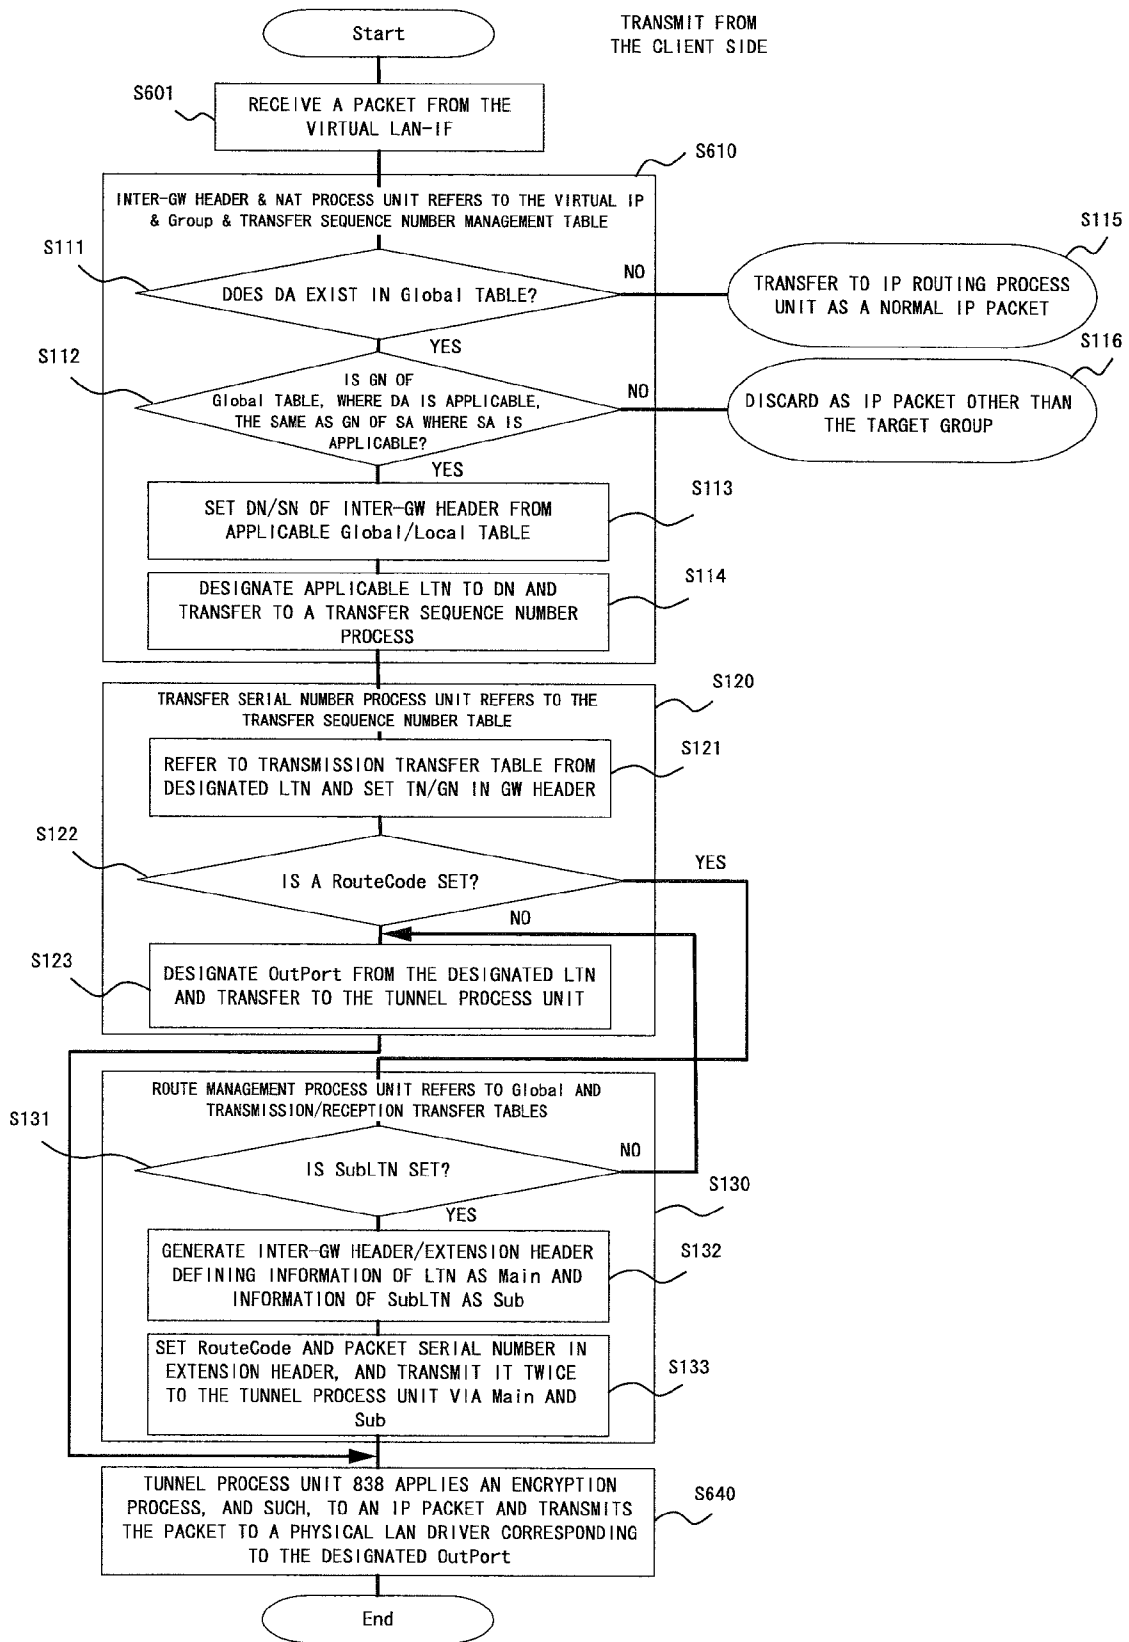 Start
TRANSMIT FROM
THE CLIENT SIDE
S601
RECEIVE A PACKET FROM THE
VIRTUAL LAN-IF
S610
INTER-GW HEADER & NAT PROCESS UNIT REFERS TO THE VIRTUAL IP
& Group & TRANSFER SEQUENCE NUMBER MANAGEMENT TABLE
S111
DOES DA EXIST IN Global TABLE?
NO
S115
TRANSFER TO IP ROUTING PROCESS
UNIT AS A NORMAL IP PACKET
YES
S112
IS GN OF
Global TABLE, WHERE DA IS APPLICABLE,
THE SAME AS GN OF SA WHERE SA IS
APPLICABLE?
NO
S116
DISCARD AS IP PACKET OTHER THAN
THE TARGET GROUP
YES
S113
SET DN/SN OF INTER-GW HEADER FROM
APPLICABLE Global/Local TABLE
S114
DESIGNATE APPLICABLE LTN TO DN AND
TRANSFER TO A TRANSFER SEQUENCE NUMBER
PROCESS
S120
TRANSFER SERIAL NUMBER PROCESS UNIT REFERS TO THE
TRANSFER SEQUENCE NUMBER TABLE
S121
REFER TO TRANSMISSION TRANSFER TABLE FROM
DESIGNATED LTN AND SET TN/GN IN GW HEADER
S122
IS A RouteCode SET?
YES
NO
S123
DESIGNATE OutPort FROM THE DESIGNATED LTN
AND TRANSFER TO THE TUNNEL PROCESS UNIT
ROUTE MANAGEMENT PROCESS UNIT REFERS TO Global AND
TRANSMISSION/RECEPTION TRANSFER TABLES
S131
IS SubLTN SET?
NO
S130
YES
S132
GENERATE INTER-GW HEADER/EXTENSION HEADER
DEFINING INFORMATION OF LTN AS Main AND
INFORMATION OF SubLTN AS Sub
S133
SET RouteCode AND PACKET SERIAL NUMBER IN
EXTENSION HEADER, AND TRANSMIT IT TWICE
TO THE TUNNEL PROCESS UNIT VIA Main AND
Sub
S640
TUNNEL PROCESS UNIT 838 APPLIES AN ENCRYPTION
PROCESS, AND SUCH, TO AN IP PACKET AND TRANSMITS
THE PACKET TO A PHYSICAL LAN DRIVER CORRESPONDING
TO THE DESIGNATED OutPort
End